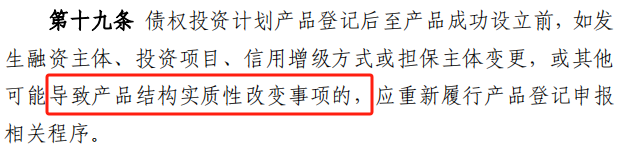 第十九条 债权投资计划产品登记后至产品成功设立前，如发
生融资主体、投资项目、信用增级方式或担保主体变更，或其他
可能导致产品结构实质性改变事项的，应重新履行产品登记申报
相关程序。